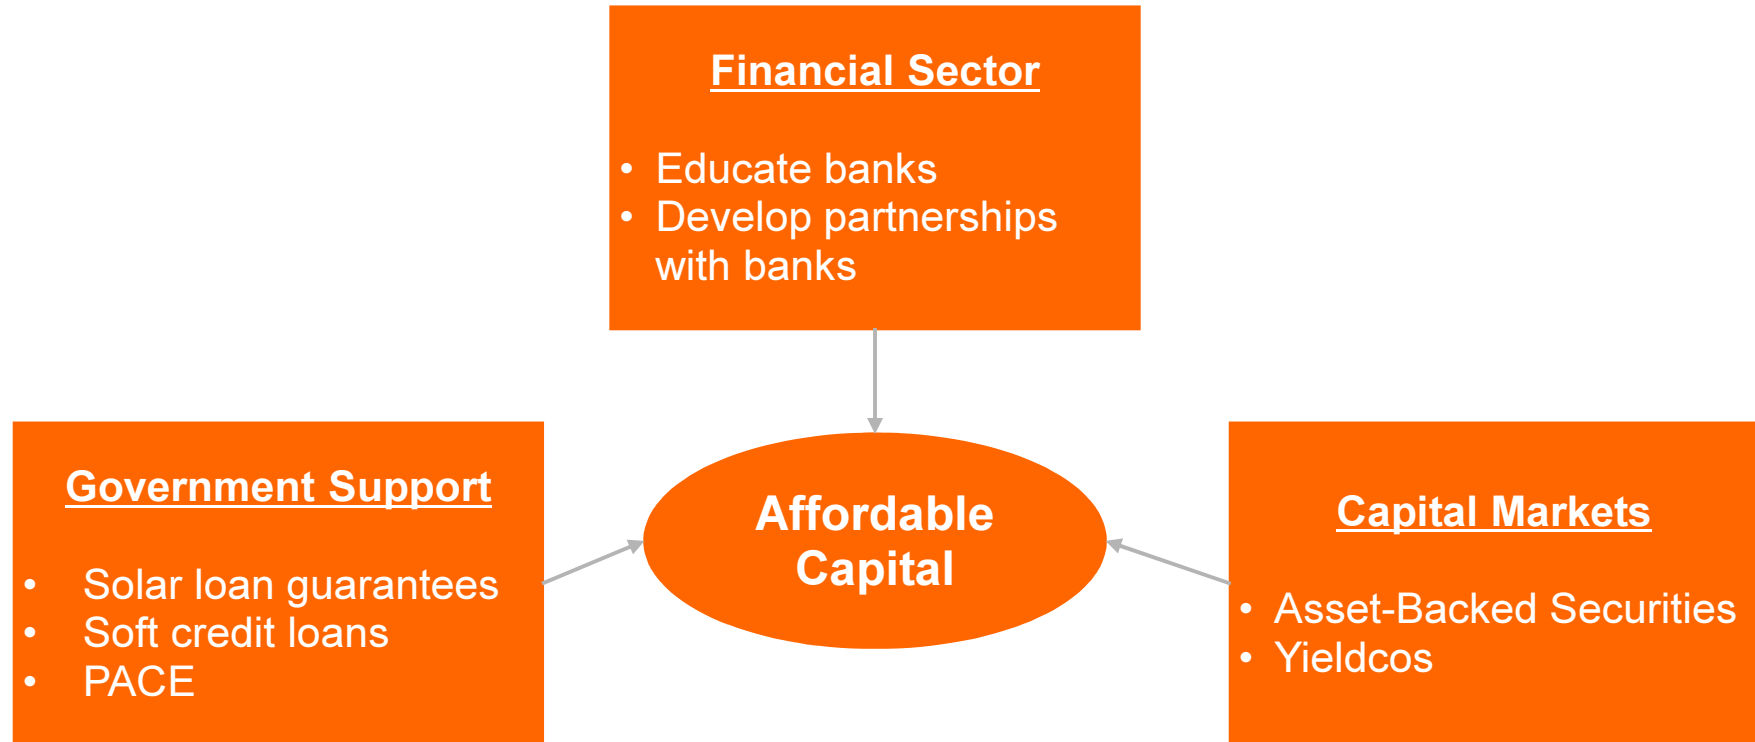 Financial Sector
• Educate banks
• Develop partnerships
with banks
Government Support
• Solar loan guarantees
• Soft credit loans
• PACE
Affordable
Capital
Capital Markets
• Asset-Backed Securities
• Yieldcos